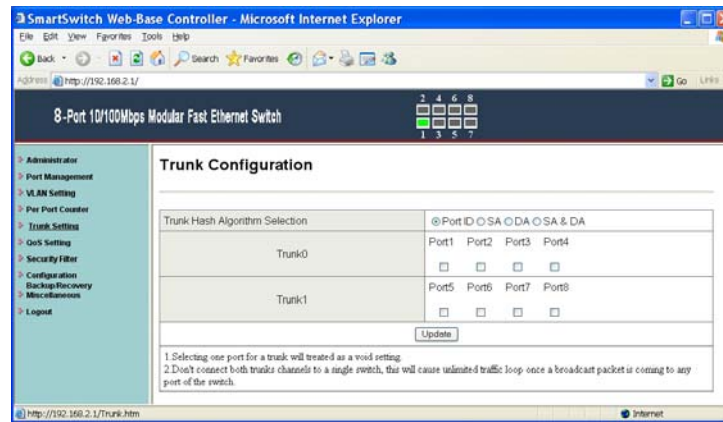 SmartSwitch Web-Base Controller - Microsoft Internet Explorer
File Edit View Favorites Tools Help
Back Search Favorites
Address http://192.168.2.1/ Go Links
8-Port 10/100Mbps Modular Fast Ethernet Switch
2 4 6 8
1 3 5 7
Administrator
Port Management
VLAN Setting
Per Port Counter
Trunk Setting
QoS Setting
Security Filter
Configuration
Backup/Recovery
Miscellaneous
Logout
Trunk Configuration
Trunk Hash Algorithm Selection Port ID SA DA SA & DA
Trunk0 Port1 Port2 Port3 Port4
Trunk1 Port5 Port6 Port7 Port8
Update
1.Selecting one port for a trunk will treated as a void setting.
2.Don't connect both trunks channels to a single switch, this will cause unlimited traffic loop once a broadcast packet is coming to any
port of the switch.
http://192.168.2.1/Trunk.htm Internet